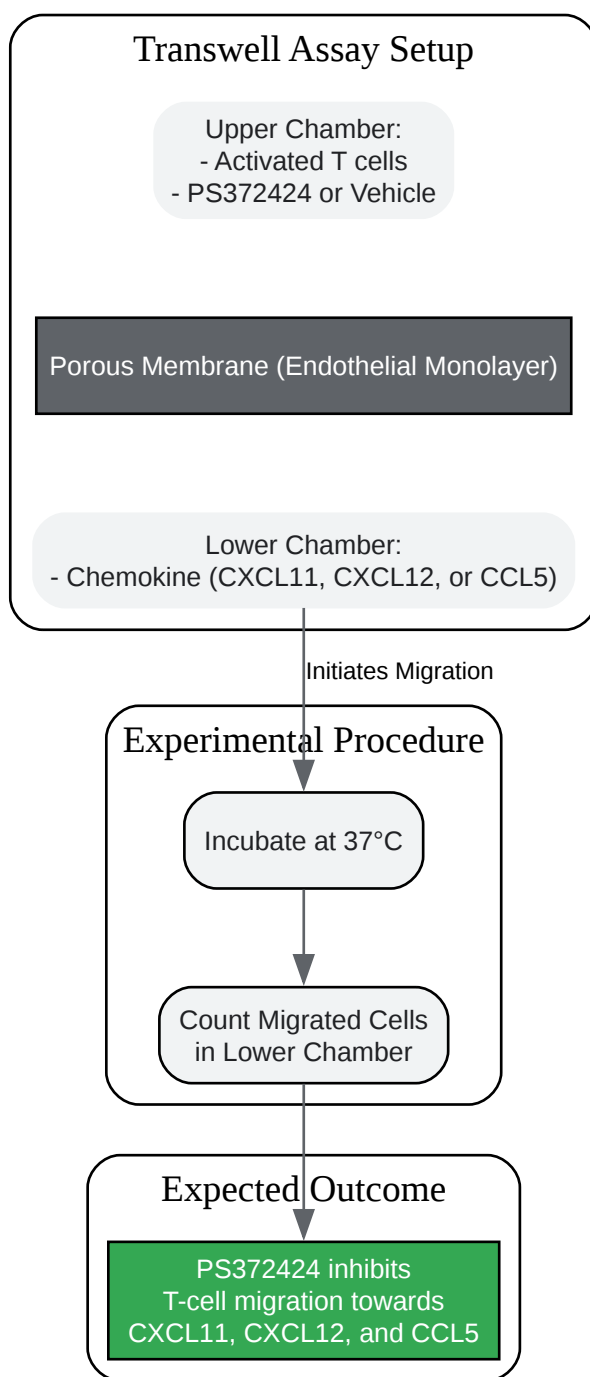 Transwell Assay Setup
Upper Chamber:
- Activated T cells
- PS372424 or Vehicle
Porous Membrane (Endothelial Monolayer)
Lower Chamber:
- Chemokine (CXCL11, CXCL12, or CCL5)
Initiates Migration
Experimental Procedure
Incubate at 37°C
Count Migrated Cells
in Lower Chamber
Expected Outcome
PS372424 inhibits
T-cell migration towards
CXCL11, CXCL12, and CCL5